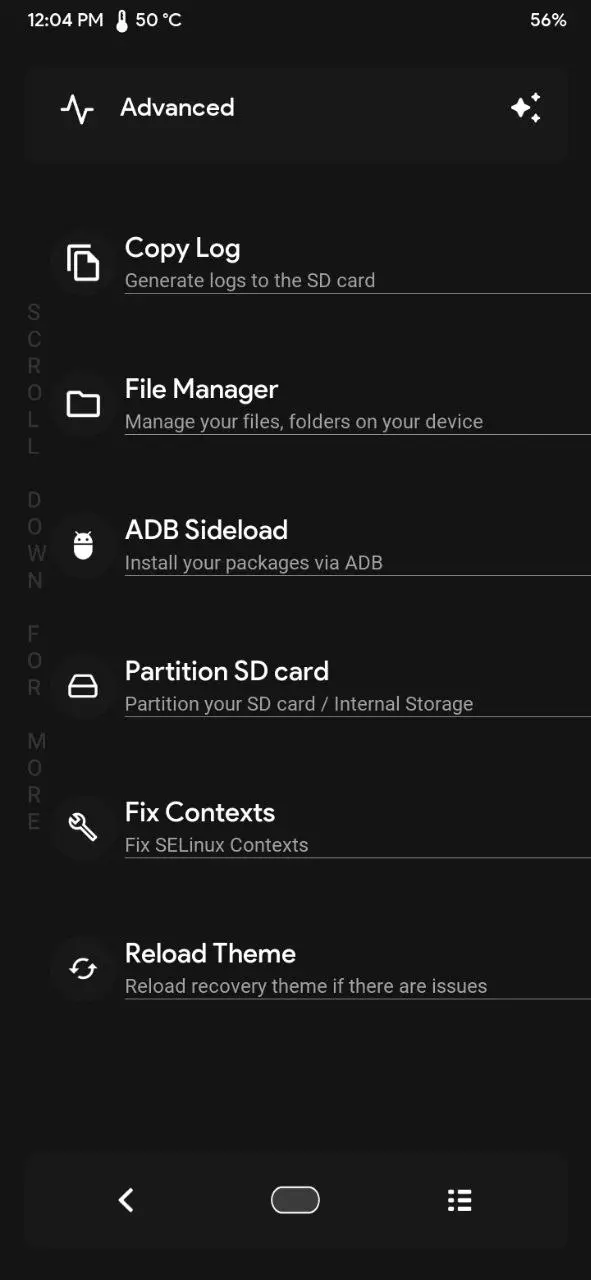 12:04 PM 50 °C 56%
Advanced
Copy Log
Generate logs to the SD card
File Manager
Manage your files, folders on your device
ADB Sideload
Install your packages via ADB
Partition SD card
Partition your SD card / Internal Storage
Fix Contexts
Fix SELinux Contexts
Reload Theme
Reload recovery theme if there are issues
SCROLL DOWN FOR MORE